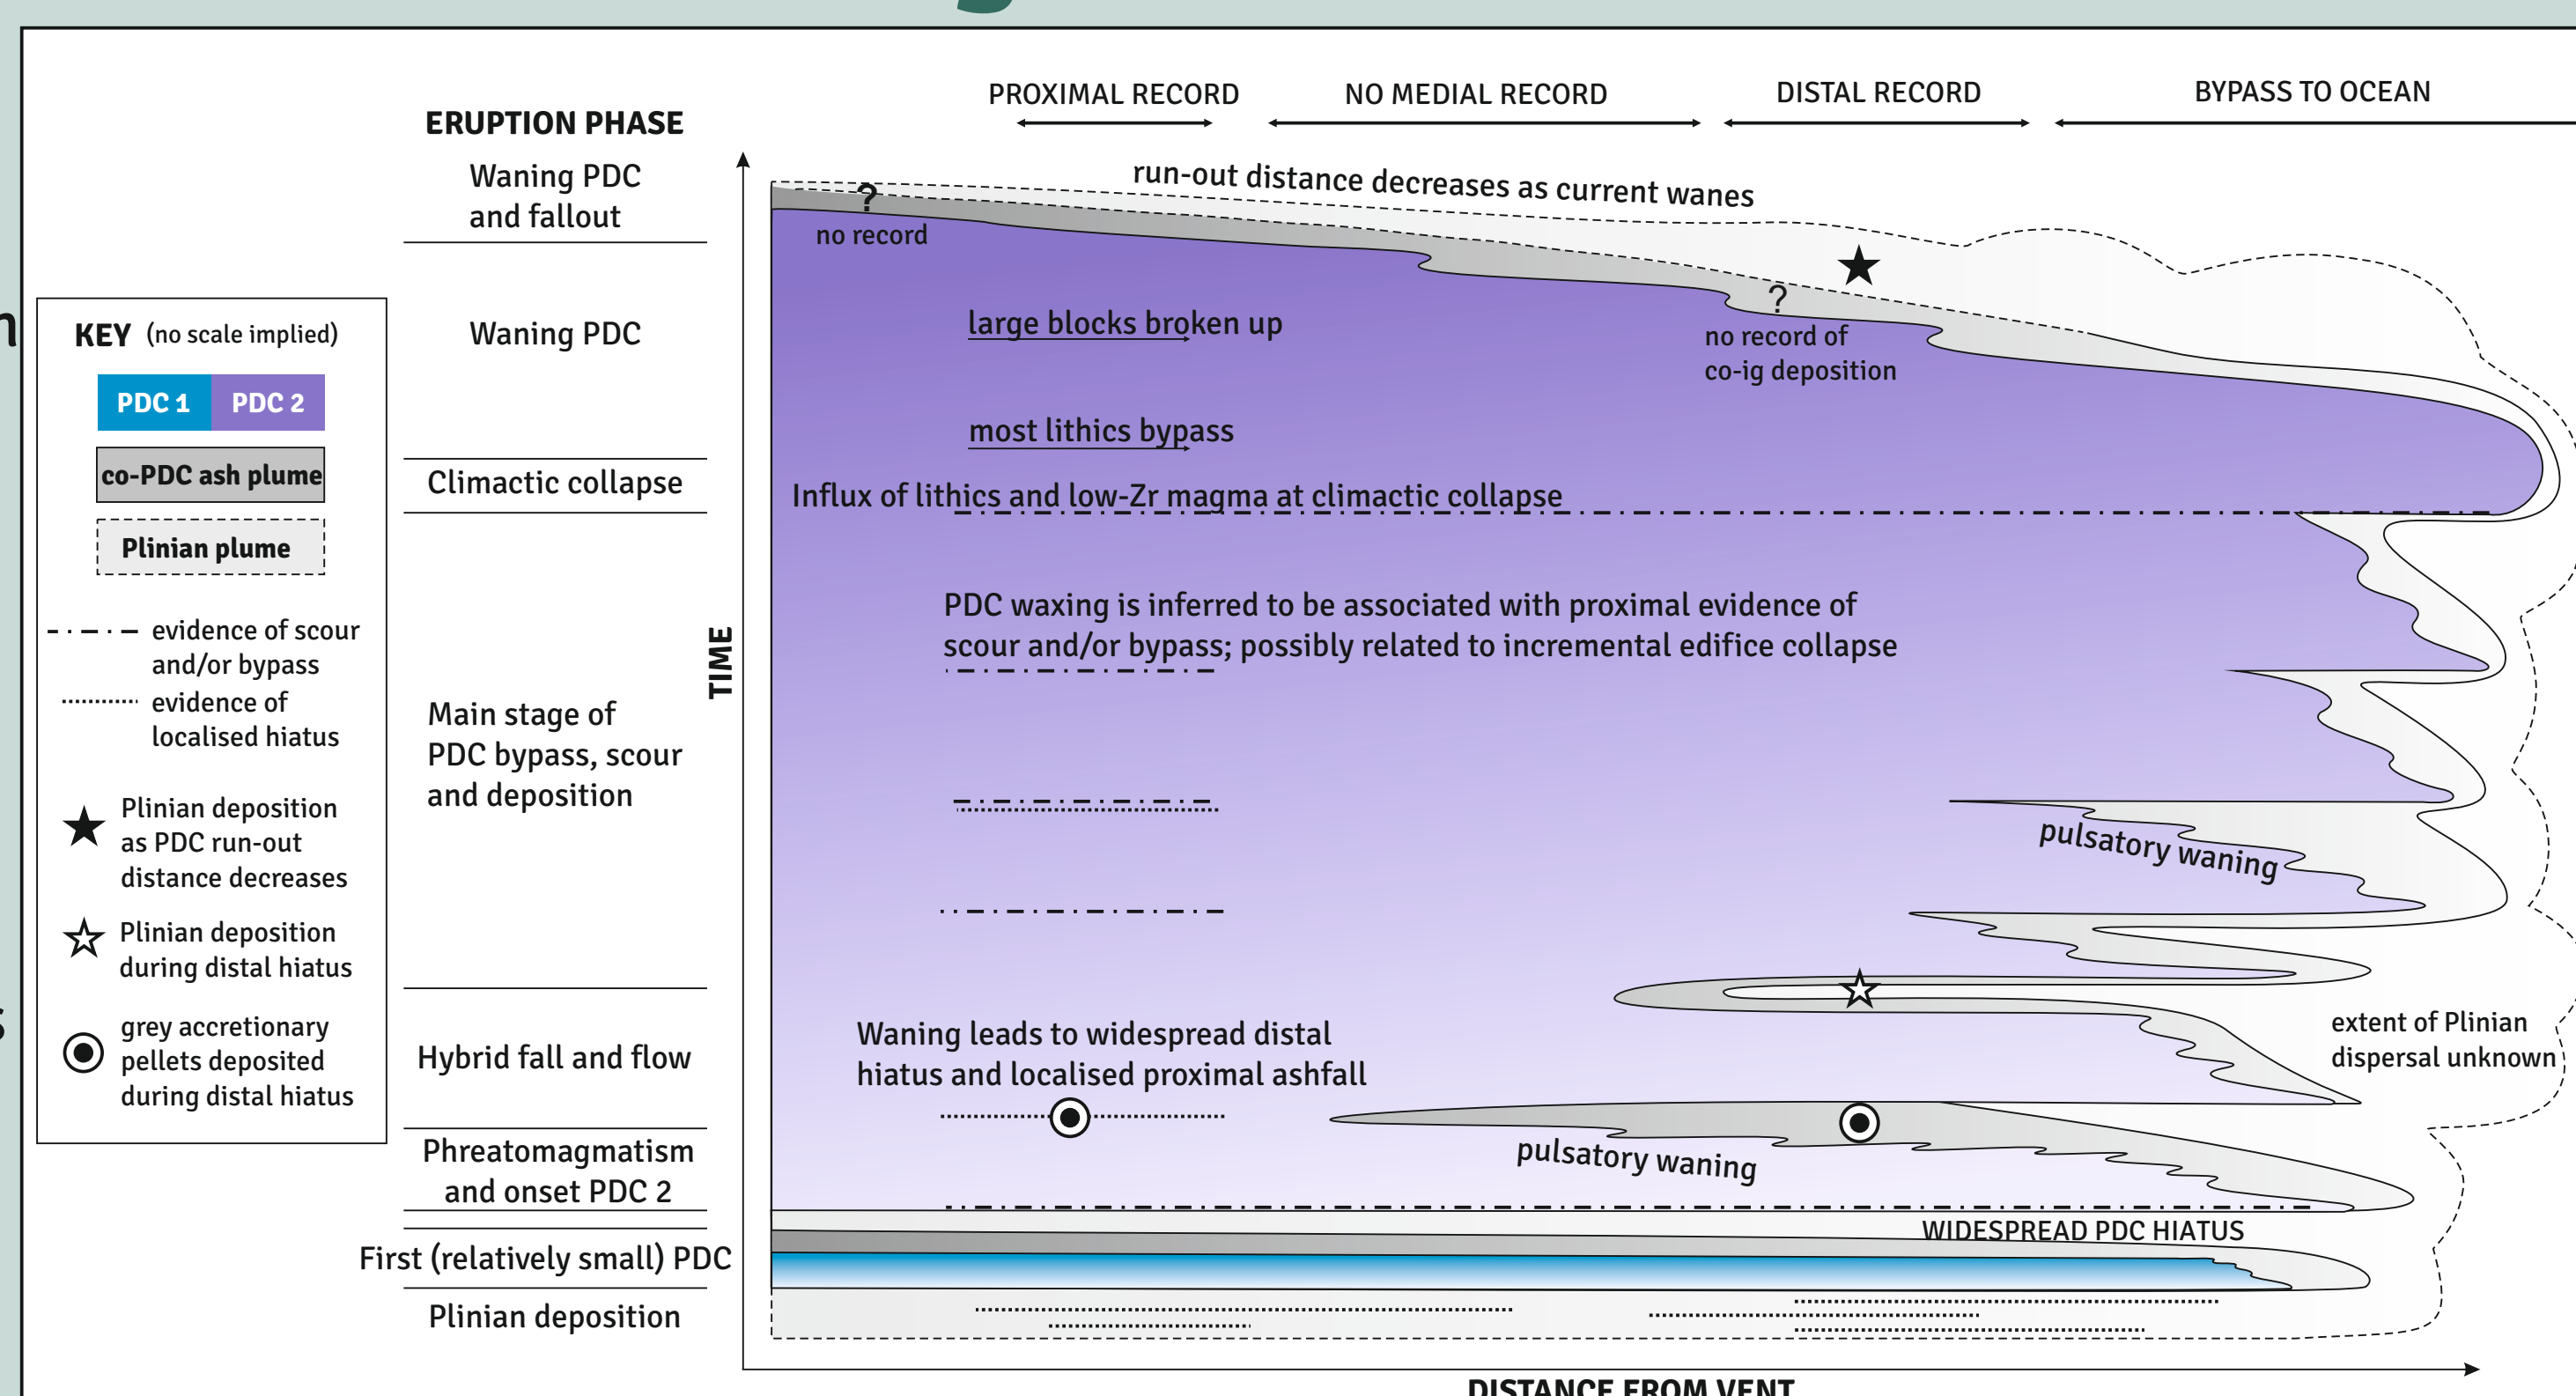 PROXIMAL RECORD
NO MEDIAL RECORD
DISTAL RECORD
BYPASS TO OCEAN
ERUPTION PHASE
Waning PDC
and fallout
Waning PDC
Climactic collapse
Main stage of
PDC bypass, scour
and deposition
Hybrid fall and flow
Phreatomagmatism
and onset PDC 2
First (relatively small) PDC
Plinian deposition
KEY (no scale implied)
PDC 1
PDC 2
co-PDC ash plume
Plinian plume
evidence of scour
and/or bypass
evidence of
localised hiatus
Plinian deposition
as PDC run-out
distance decreases
Plinian deposition
during distal hiatus
grey accretionary
pellets deposited
during distal hiatus
TIME
run-out distance decreases as current wanes
?
no record
large blocks broken up
?
no record of
co-ig deposition
most lithics bypass
Influx of lithics and low-Zr magma at climactic collapse
PDC waxing is inferred to be associated with proximal evidence of
scour and/or bypass; possibly related to incremental edifice collapse
pulsatory waning
Waning leads to widespread distal
hiatus and localised proximal ashfall
extent of Plinian
dispersal unknown
pulsatory waning
WIDESPREAD PDC HIATUS
DISTANCE FROM VENT